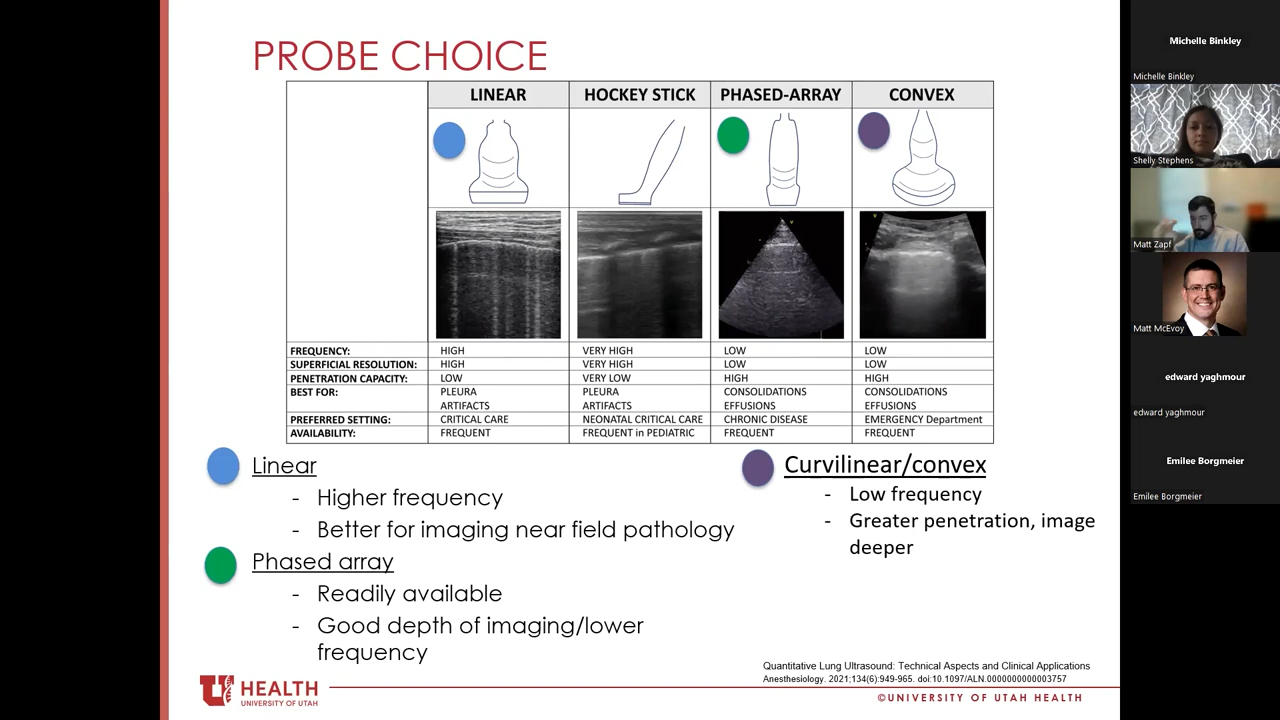 PROBE CHOICE
LINEAR HOCKEY STICK PHASED-ARRAY CONVEX
FREQUENCY: HIGH VERY HIGH LOW LOW
SUPERFICIAL RESOLUTION: HIGH VERY HIGH LOW LOW
PENETRATION CAPACITY: LOW VERY LOW HIGH HIGH
BEST FOR: PLEURA PLEURA CONSOLIDATIONS CONSOLIDATIONS
ARTIFACTS ARTIFACTS EFFUSIONS EFFUSIONS
PREFERRED SETTING: CRITICAL CARE NEONATAL CRITICAL CARE CHRONIC DISEASE EMERGENCY Department
AVAILABILITY: FREQUENT FREQUENT in PEDIATRIC FREQUENT FREQUENT
Linear
- Higher frequency
- Better for imaging near field pathology
Phased array
- Readily available
- Good depth of imaging/lower
frequency
Curvilinear/convex
- Low frequency
- Greater penetration, image
deeper
Quantitative Lung Ultrasound: Technical Aspects and Clinical Applications
Anesthesiology. 2021;134(6):949-965. doi:10.1097/ALN.0000000000003757
U HEALTH
UNIVERSITY OF UTAH
©UNIVERSITY OF UTAH HEALTH
Michelle Binkley
Michelle Binkley
Shelly Stephens
Matt Zapf
Matt McEvoy
edward yaghmour
edward yaghmour
Emilee Borgmeier
Emilee Borgmeier